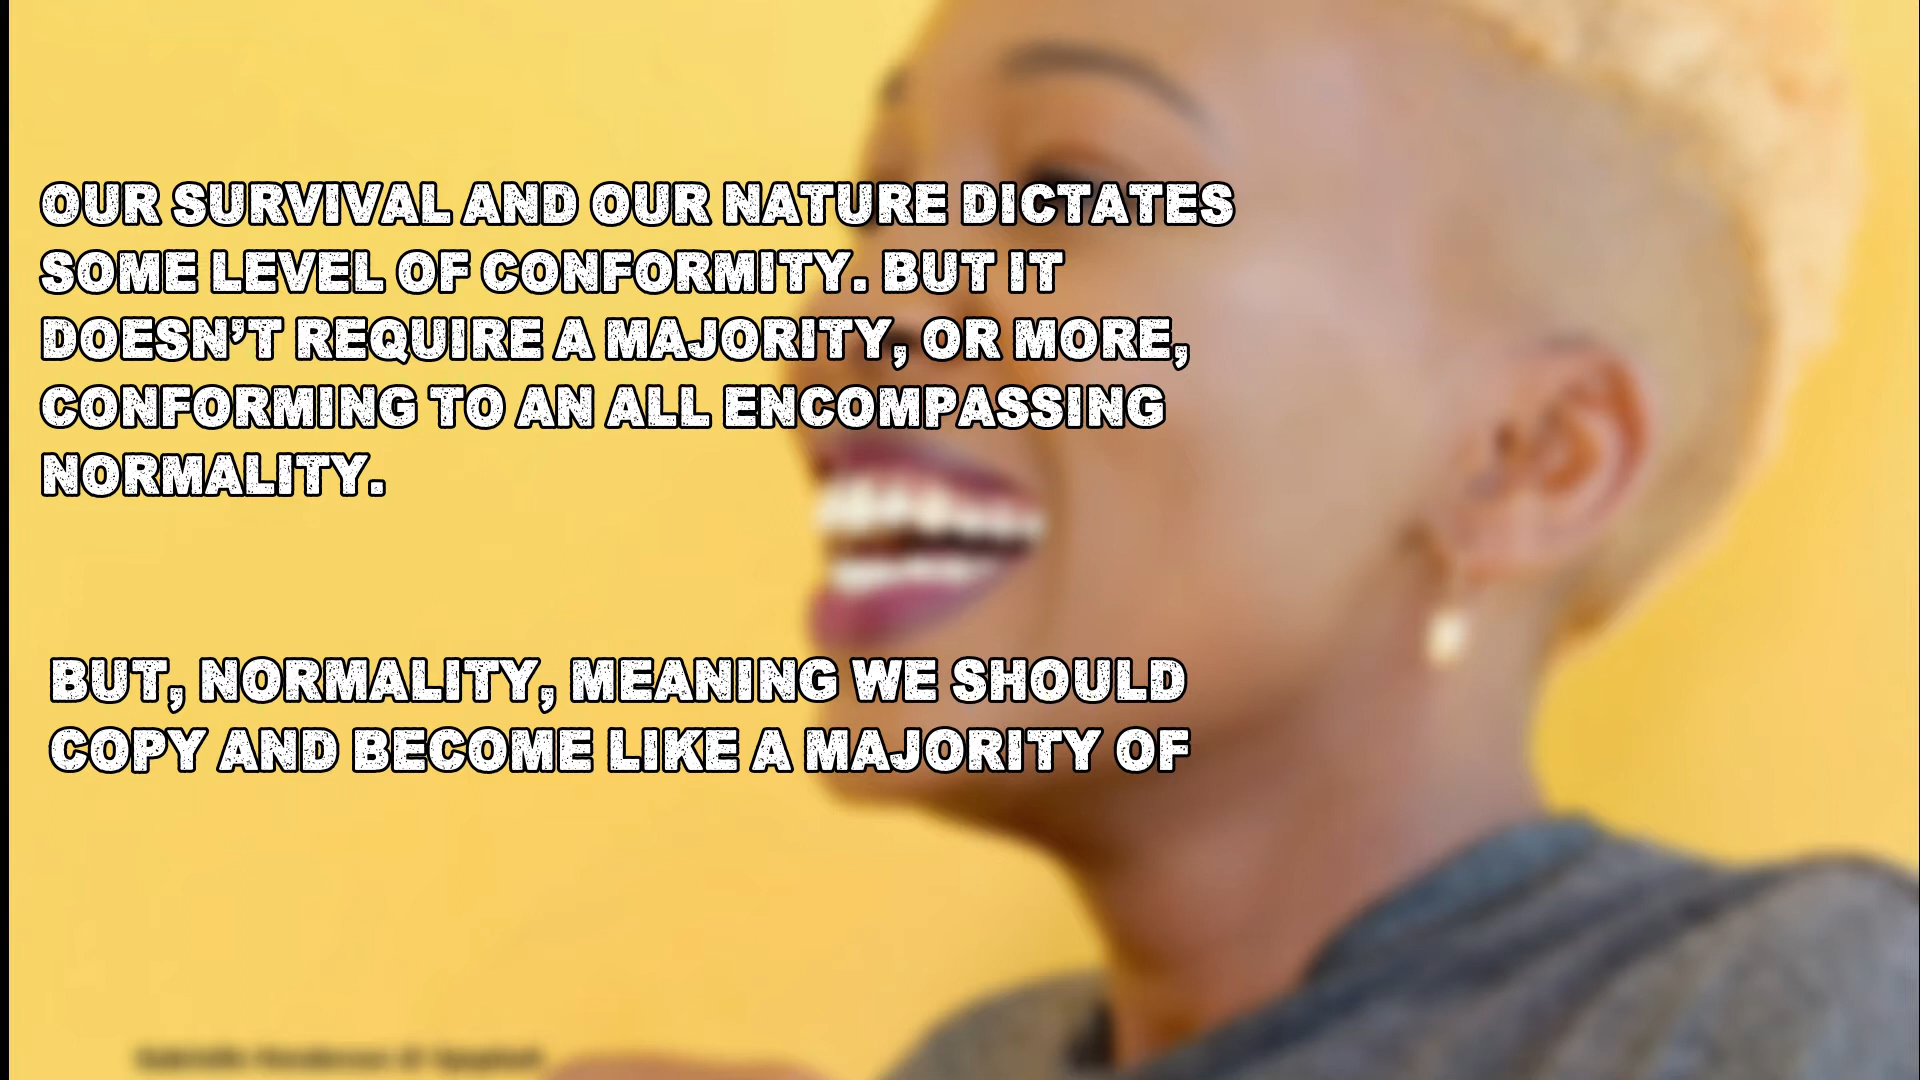 OUR SURVIVAL AND OUR NATURE DICTATES
SOME LEVEL OF CONFORMITY. BUT IT
DOESN’T REQUIRE A MAJORITY, OR MORE,
CONFORMING TO AN ALL ENCOMPASSING
NORMALITY.
BUT, NORMALITY, MEANING WE SHOULD
COPY AND BECOME LIKE A MAJORITY OF